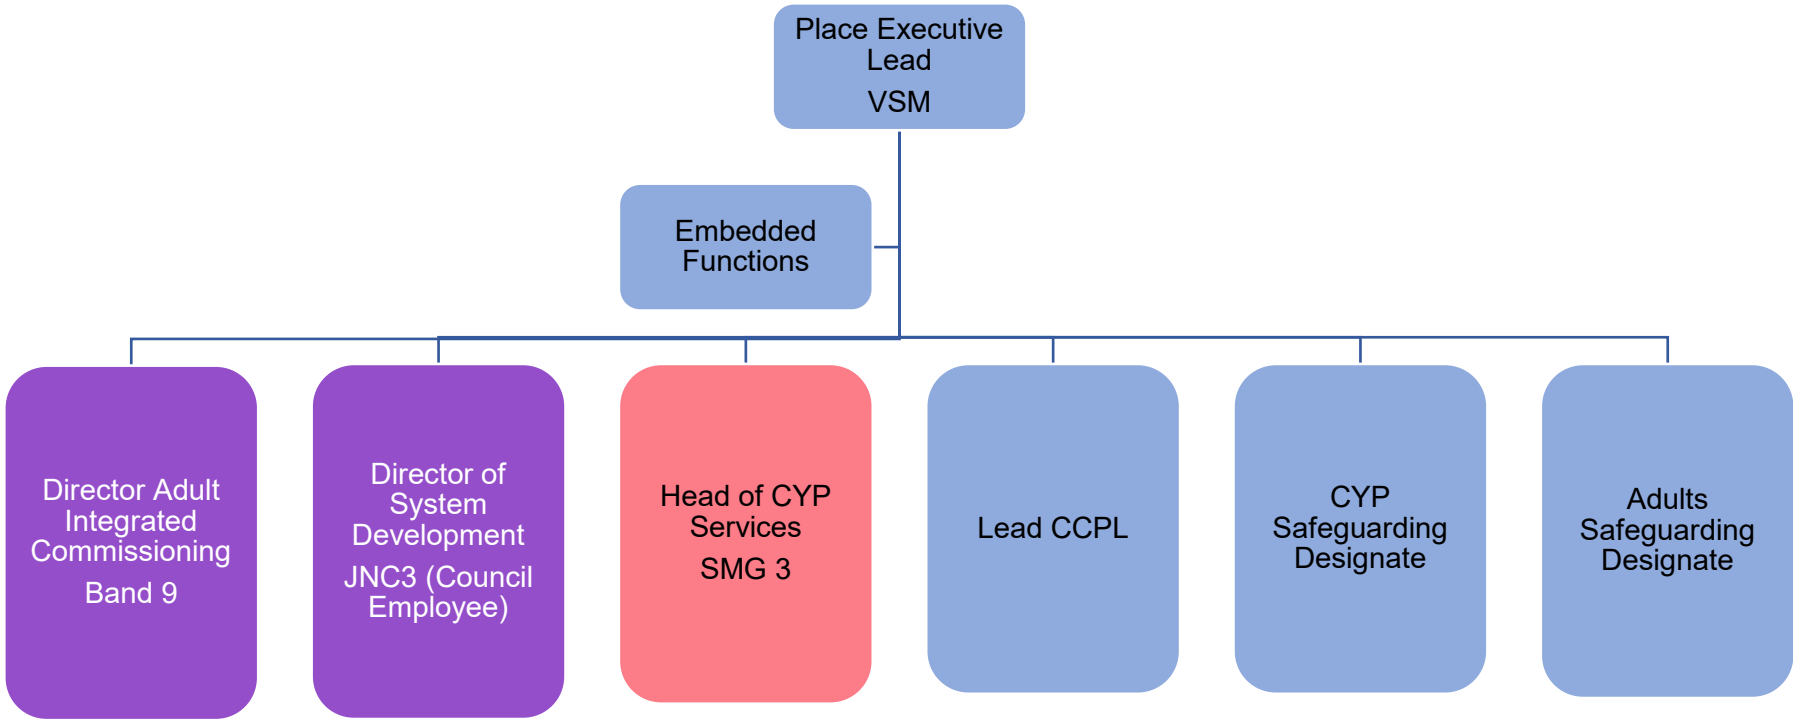 Place Executive
Lead
VSM
Embedded
Functions
Director Adult
Integrated
Commissioning
Band 9
Director of
System
Development
JNC3 (Council
Employee)
Head of CYP
Services
SMG 3
Lead CCPL
CYP
Safeguarding
Designate
Adults
Safeguarding
Designate